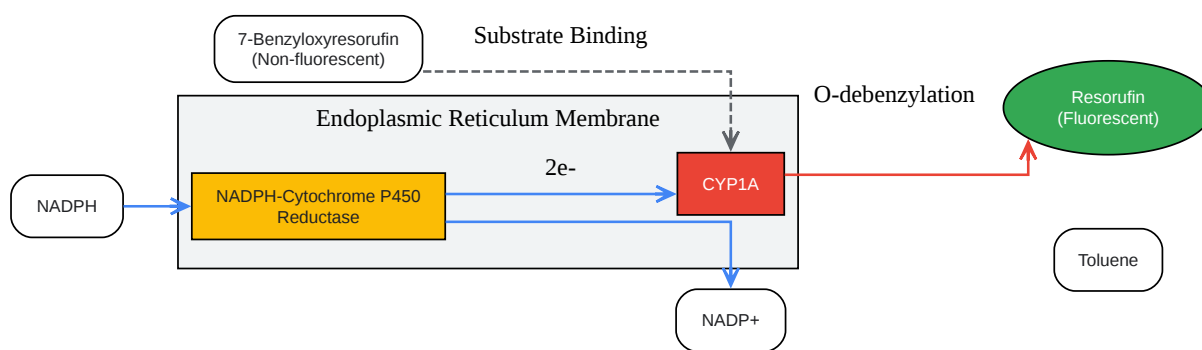 7-Benzyloxyresorufin
(Non-fluorescent)
Substrate Binding
O-debenzylation
Resorufin
(Fluorescent)
Endoplasmic Reticulum Membrane
2e-
CYP1A
NADPH
NADPH-Cytochrome P450
Reductase
Toluene
NADP+